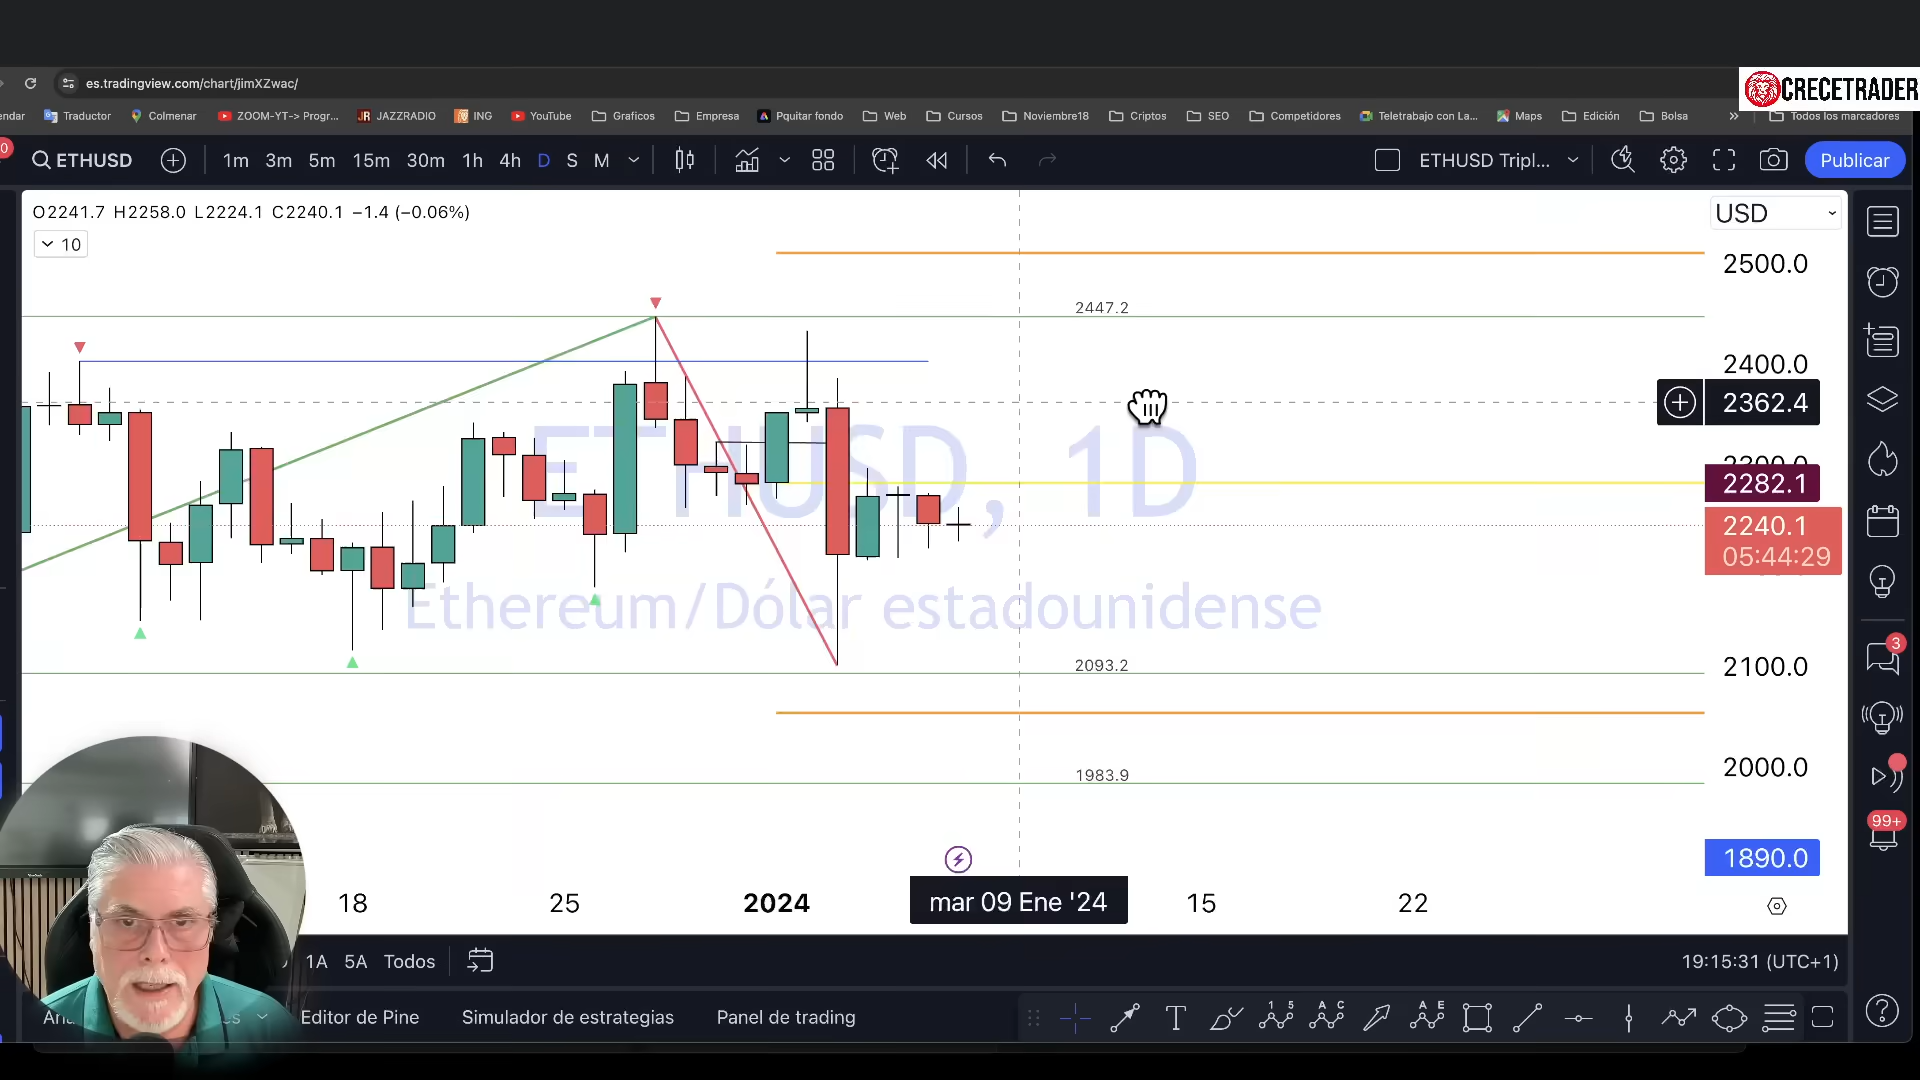 es.tradingview.com/chart/jimXZwac/
CRECETRADER
endar Traductor Colmenar ZOOM-YT-> Progr... JAZZRADIO ING YouTube Graficos Empresa Pquitar fondo Web Cursos Noviembre18 Criptos SEO Competidores Teletrabajo con La... Maps Edición Bolsa » Todos los marcadores
0
ETHUSD 1m 3m 5m 15m 30m 1h 4h D S M ETHUSD Tripl... Publicar
O2241.7 H2258.0 L2224.1 C2240.1 −1.4 (−0.06%)
USD
10
2500.0
2447.2
2400.0
2362.4
2300.0
2282.1
ETHUSD, 1D
2240.1
05:44:29
Ethereum/Dólar estadounidense
3
2093.2
2100.0
1983.9
2000.0
99+
1890.0
18 25 2024 mar 09 Ene '24 15 22
1A 5A Todos
19:15:31 (UTC+1)
Editor de Pine Simulador de estrategias Panel de trading